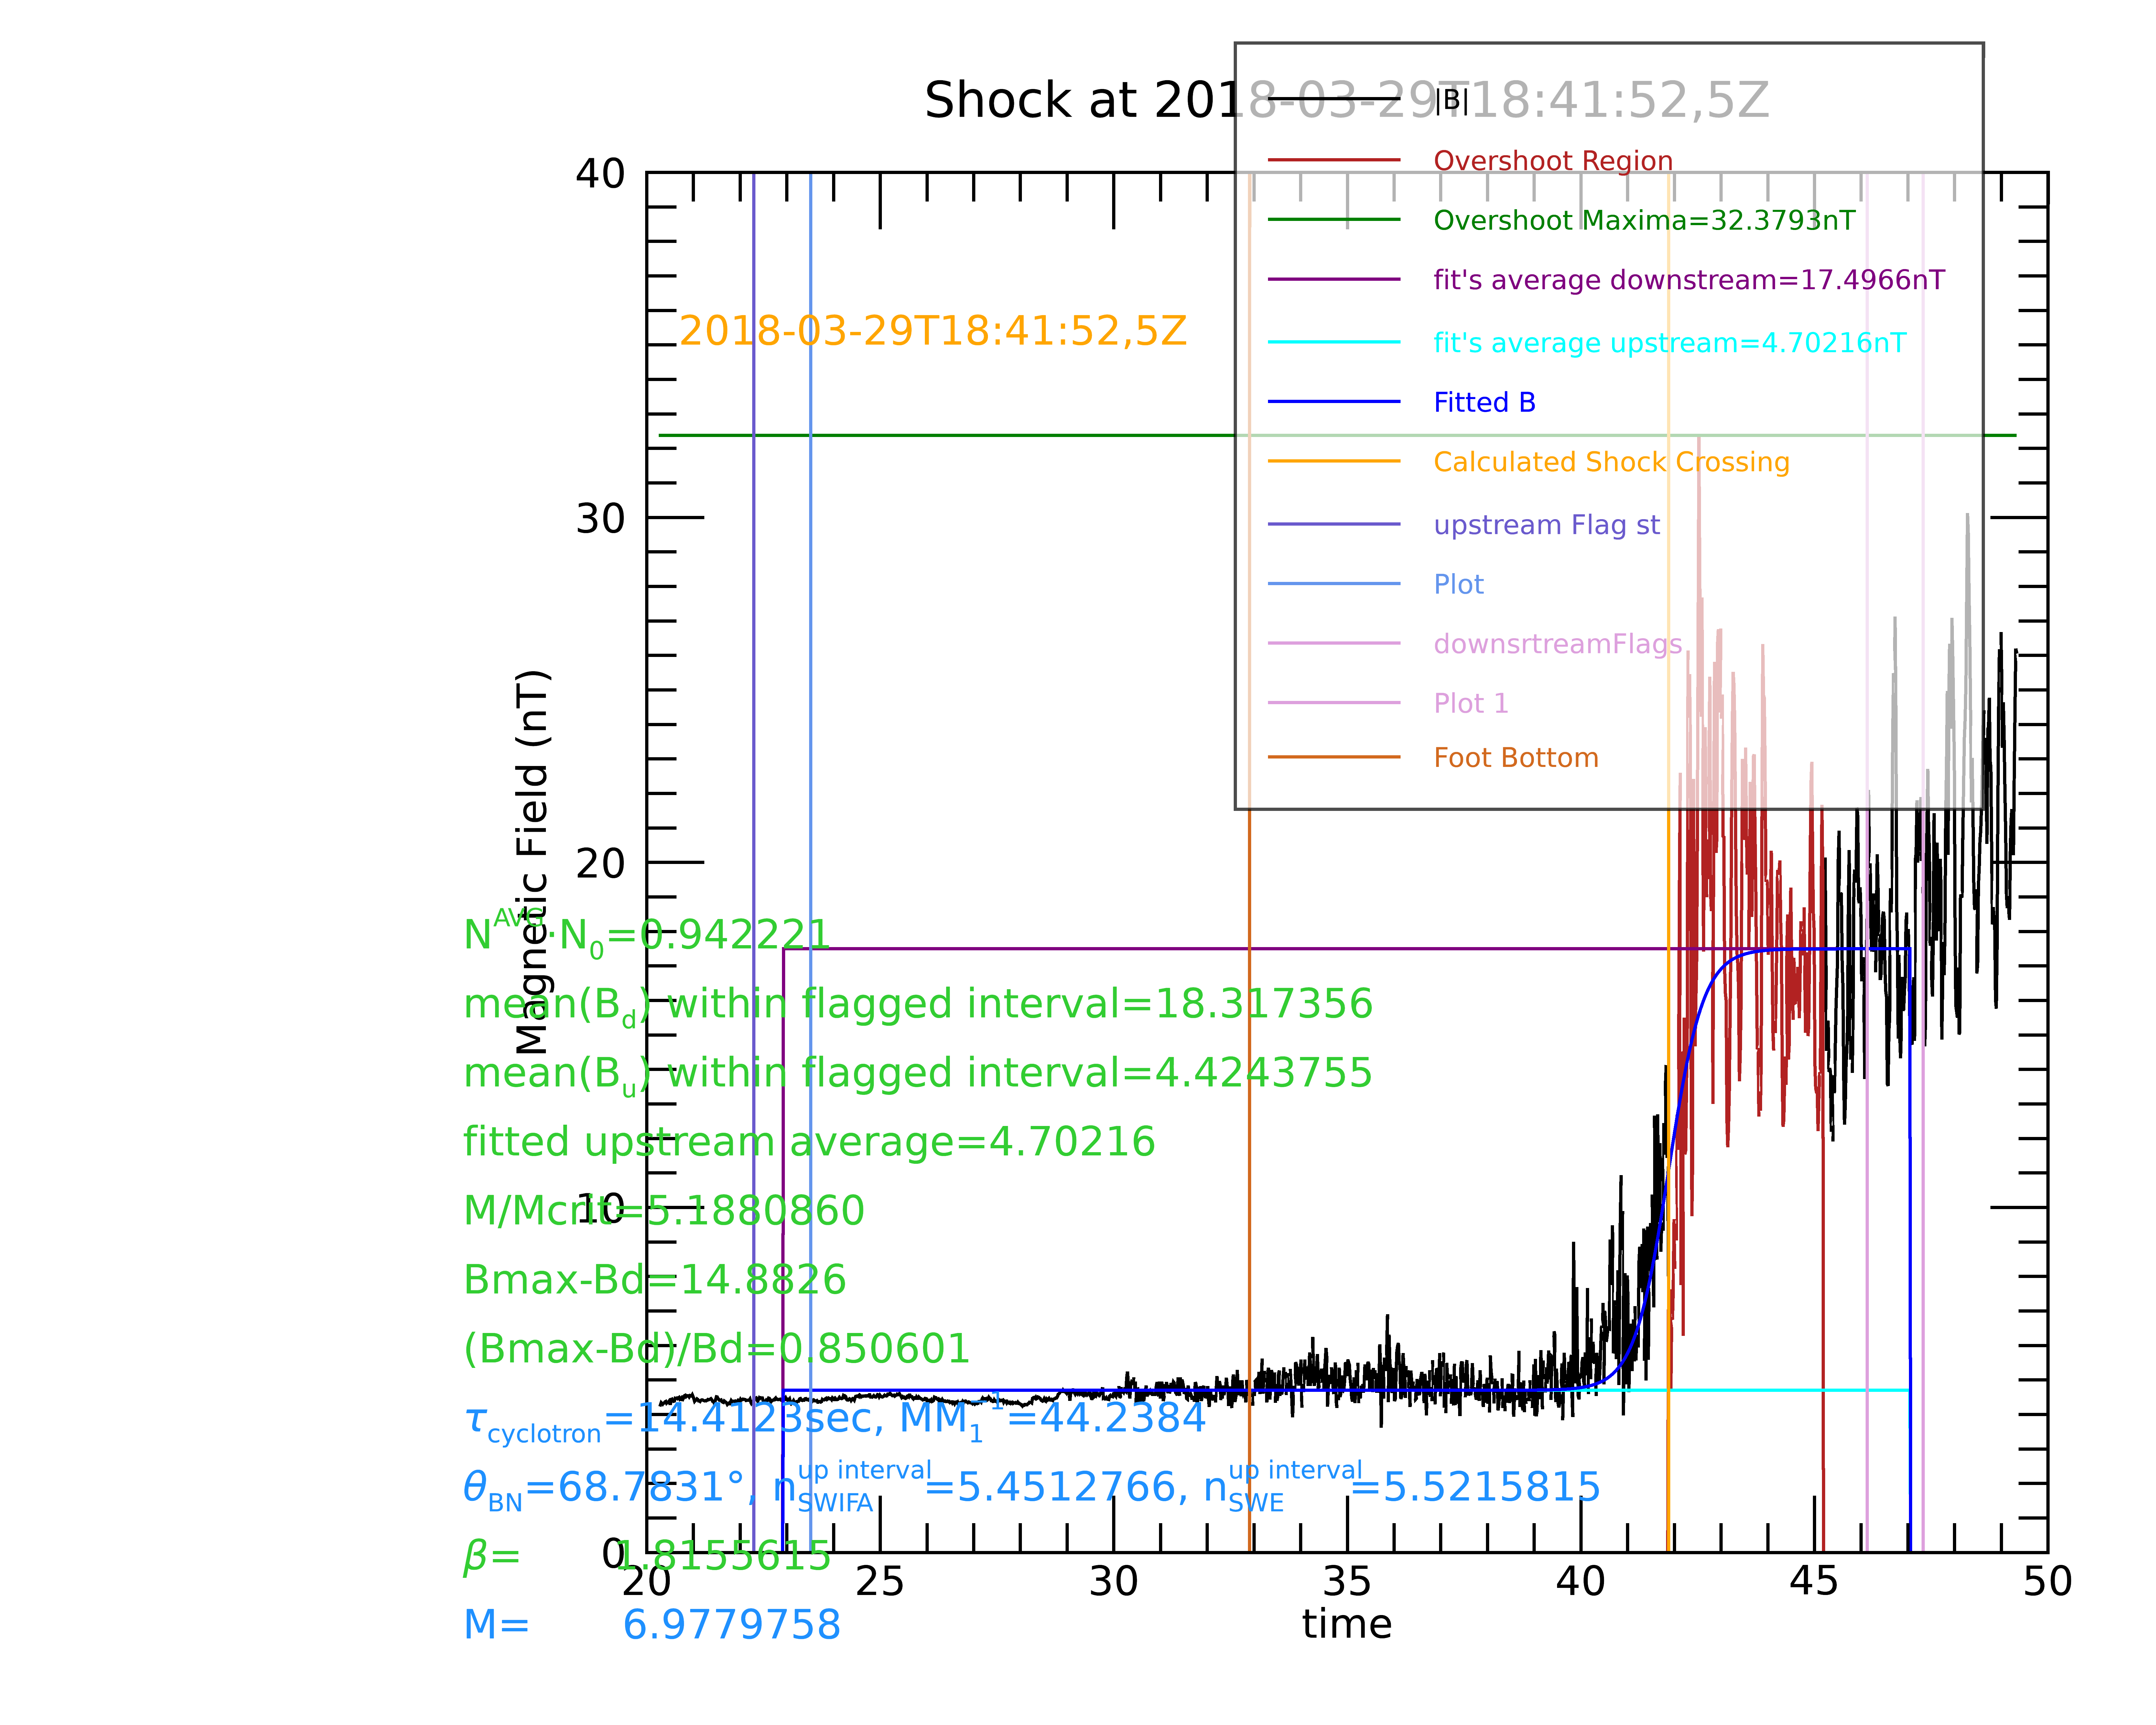 Shock at 2018-03-29T18:41:52,5Z
|B|
Overshoot Region
Overshoot Maxima=32.3793nT
fit's average downstream=17.4966nT
fit's average upstream=4.70216nT
Fitted B
Calculated Shock Crossing
upstream Flag st
Plot
downsrtreamFlags
Plot 1
Foot Bottom
2018-03-29T18:41:52,5Z
40
30
20
10
0
Magnetic Field (nT)
N^AVG·N_0=0.942221
mean(B_d) within flagged interval=18.317356
mean(B_u) within flagged interval=4.4243755
fitted upstream average=4.70216
M/Mcrit=5.1880860
Bmax-Bd=14.8826
(Bmax-Bd)/Bd=0.850601
τ_cyclotron=14.4123sec, MM_1^-1=44.2384
θ_BN=68.7831°, n_SWIFA^up interval=5.4512766, n_SWE^up interval=5.5215815
β= 1.8155615
M= 6.9779758
20 25 30 35 40 45 50
time